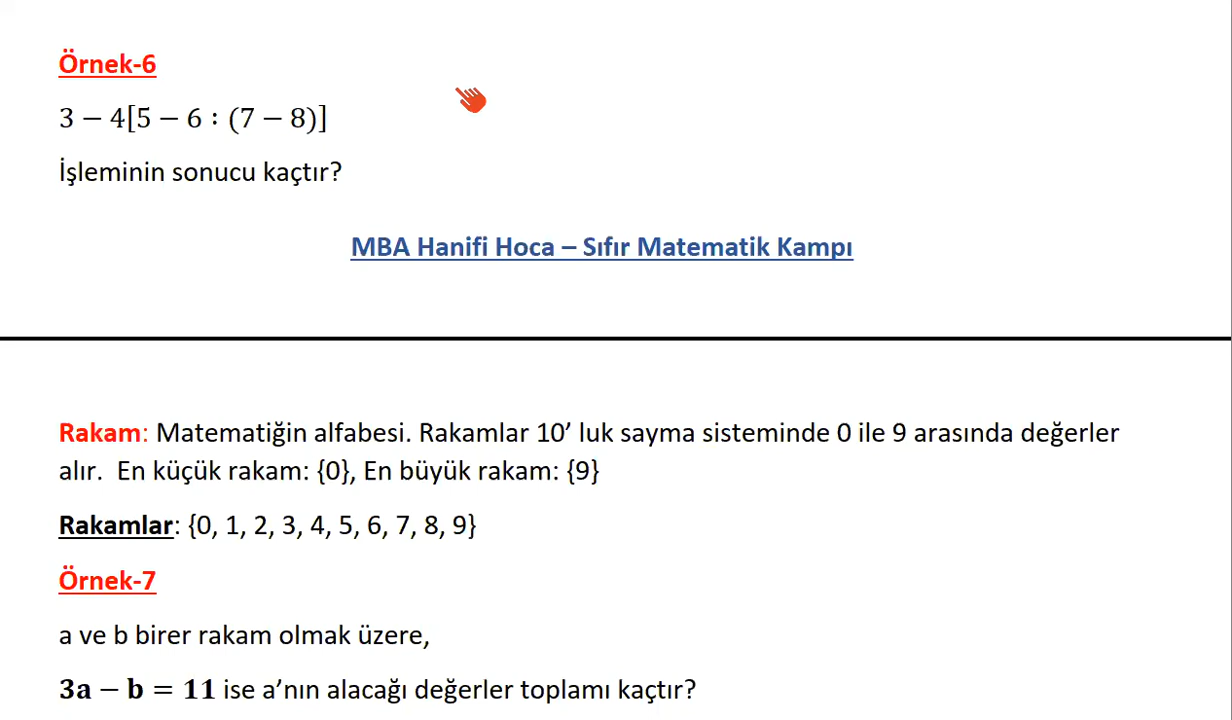 Örnek-6
3 − 4[5 − 6 : (7 − 8)]
İşleminin sonucu kaçtır?
MBA Hanifi Hoca – Sıfır Matematik Kampı
Rakam: Matematiğin alfabesi. Rakamlar 10’ luk sayma sisteminde 0 ile 9 arasında değerler
alır.  En küçük rakam: {0}, En büyük rakam: {9}
Rakamlar: {0, 1, 2, 3, 4, 5, 6, 7, 8, 9}
Örnek-7
a ve b birer rakam olmak üzere,
3a − b = 11 ise a’nın alacağı değerler toplamı kaçtır?